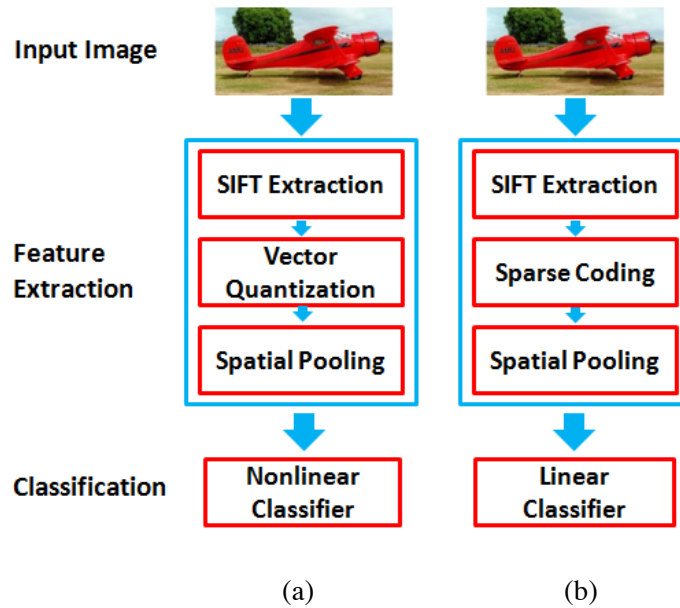 Input Image
SIFT Extraction
SIFT Extraction
Feature
Extraction
Vector
Quantization
Sparse Coding
Spatial Pooling
Spatial Pooling
Classification
Nonlinear
Classifier
Linear
Classifier
(a)
(b)